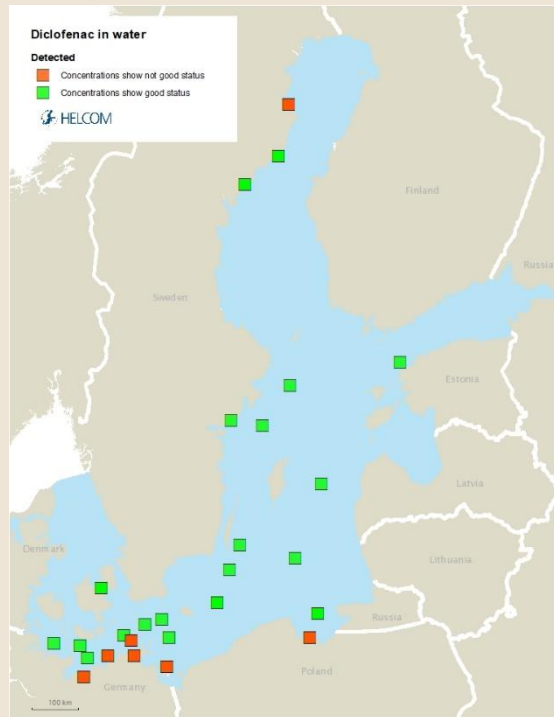 Diclofenac in water
Detected
Concentrations show not good status
Concentrations show good status
HELCOM
Finland
Russia
Sweden
Estonia
Latvia
Denmark
Lithuania
Russia
Poland
Germany
100 km